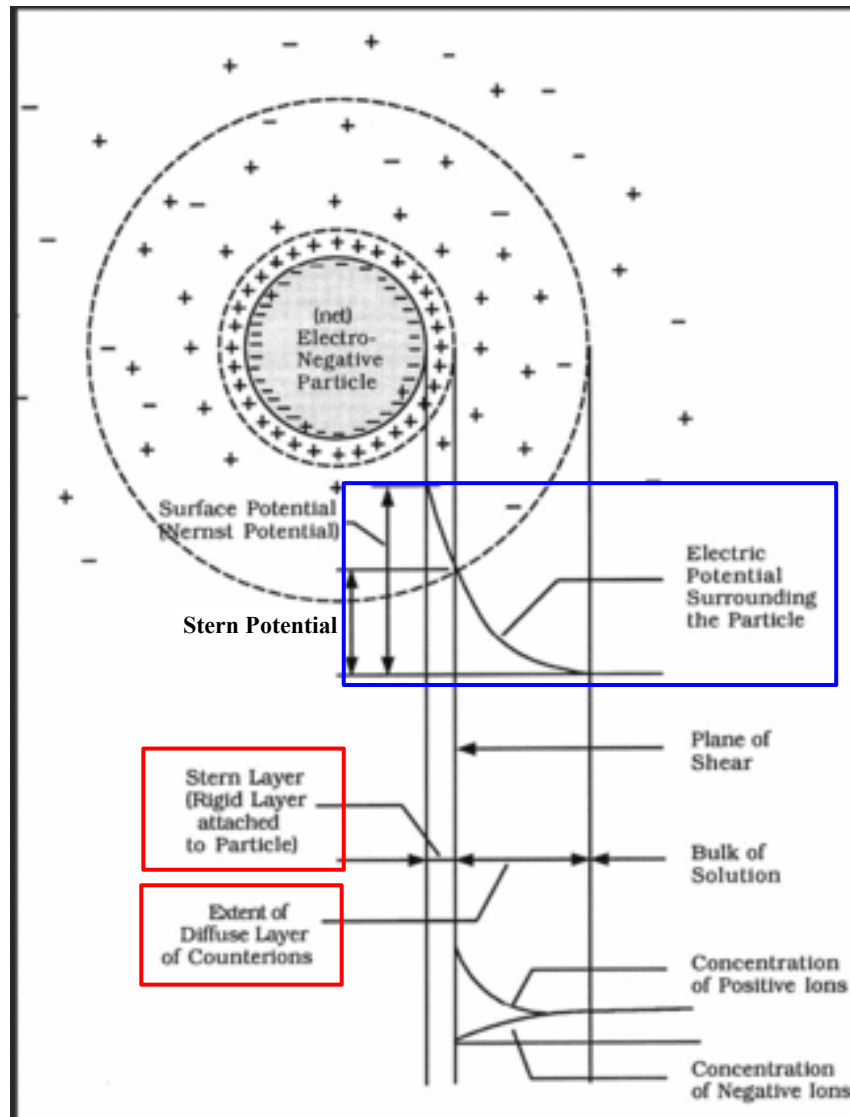 (net)
Electro-
Negative
Particle
Surface Potential
(Nernst Potential)
Stern Potential
Electric
Potential
Surrounding
the Particle
Plane of
Shear
Stern Layer
(Rigid Layer
attached
to Particle)
Bulk of
Solution
Extent of
Diffuse Layer
of Counterions
Concentration
of Positive Ions
Concentration
of Negative Ions